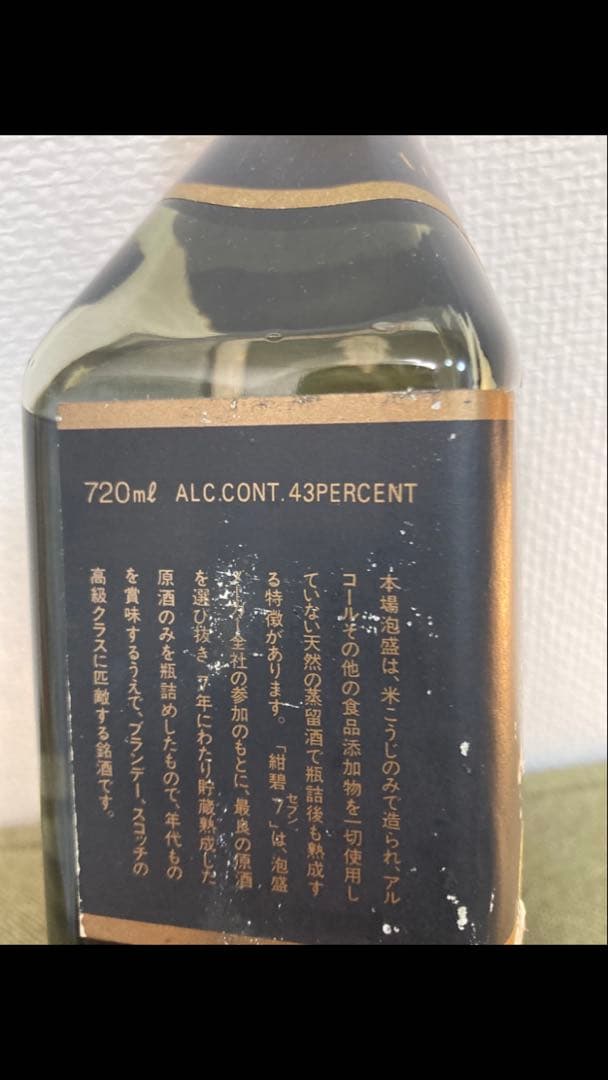 720ml ALC.CONT.43PERCENT
本場泡盛は、米こうじのみで造られ、アル
コールその他の食品添加物を一切使用し
ていない天然の蒸留酒で瓶詰後も熟成す
る特徴があります。「紺碧7」は、泡盛
セブン
メーカー全社の参加のもとに、最良の原酒
を選び抜き 7年にわたり貯蔵熟成した
原酒のみを瓶詰めしたもので、年代もの
を賞味するうえで、ブランデー、スコッチの
高級クラスに匹敵する銘酒です。